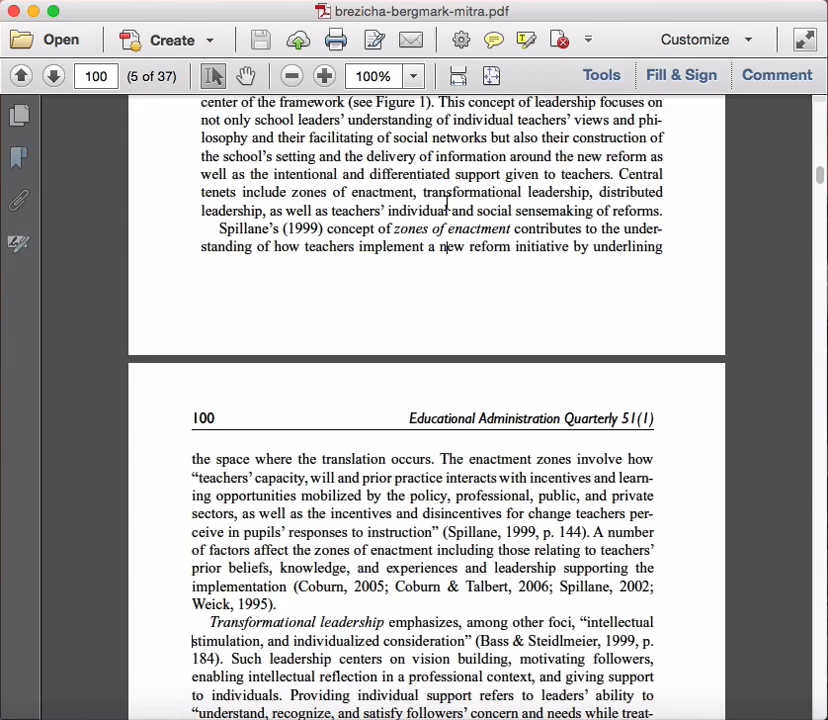 brezicha-bergmark-mitra.pdf
Open Create Customize
100 (5 of 37) 100% Tools Fill & Sign Comment
center of the framework (see Figure 1). This concept of leadership focuses on
not only school leaders' understanding of individual teachers' views and phi-
losophy and their facilitating of social networks but also their construction of
the school's setting and the delivery of information around the new reform as
well as the intentional and differentiated support given to teachers. Central
tenets include zones of enactment, transformational leadership, distributed
leadership, as well as teachers' individual and social sensemaking of reforms.
Spillane's (1999) concept of zones of enactment contributes to the under-
standing of how teachers implement a new reform initiative by underlining
100 Educational Administration Quarterly 51(1)
the space where the translation occurs. The enactment zones involve how
“teachers' capacity, will and prior practice interacts with incentives and learn-
ing opportunities mobilized by the policy, professional, public, and private
sectors, as well as the incentives and disincentives for change teachers per-
ceive in pupils' responses to instruction” (Spillane, 1999, p. 144). A number
of factors affect the zones of enactment including those relating to teachers'
prior beliefs, knowledge, and experiences and leadership supporting the
implementation (Coburn, 2005; Coburn & Talbert, 2006; Spillane, 2002;
Weick, 1995).
Transformational leadership emphasizes, among other foci, “intellectual
stimulation, and individualized consideration” (Bass & Steidlmeier, 1999, p.
184). Such leadership centers on vision building, motivating followers,
enabling intellectual reflection in a professional context, and giving support
to individuals. Providing individual support refers to leaders' ability to
“understand, recognize, and satisfy followers' concern and needs while treat-